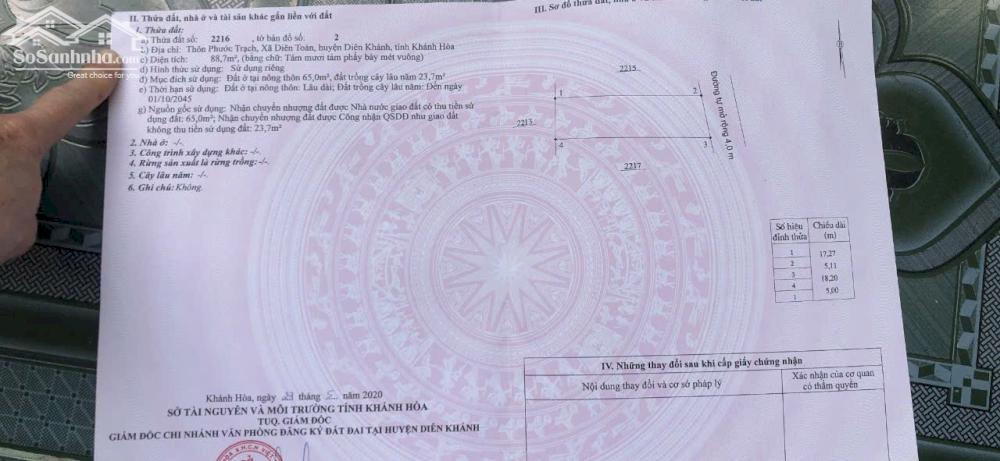 SoSanhnha.com
Great choice for you
II. Thửa đất, nhà ở và tài sản khác gắn liền với đất
1. Thửa đất:
a) Thửa đất số: 2216 , tờ bản đồ số: 2
b) Địa chỉ: Thôn Phước Trạch, Xã Diên Toàn, huyện Diên Khánh, tỉnh Khánh Hòa
c) Diện tích: 88,7m², (bằng chữ: Tám mươi tám phẩy bảy mét vuông)
d) Hình thức sử dụng: Sử dụng riêng
đ) Mục đích sử dụng: Đất ở tại nông thôn 65,0m², đất trồng cây lâu năm 23,7m²
e) Thời hạn sử dụng: Đất ở tại nông thôn: Lâu dài; Đất trồng cây lâu năm: Đến ngày
01/10/2045
g) Nguồn gốc sử dụng: Nhận chuyển nhượng đất được Nhà nước giao đất có thu tiền sử
dụng đất: 65,0m²; Nhận chuyển nhượng đất được Công nhận QSDĐ như giao đất
không thu tiền sử dụng đất: 23,7m²
2. Nhà ở: -/-.
3. Công trình xây dựng khác: -/-.
4. Rừng sản xuất là rừng trồng: -/-.
5. Cây lâu năm: -/-.
6. Ghi chú: Không.
Khánh Hòa, ngày 29 tháng 5 năm 2020
SỞ TÀI NGUYÊN VÀ MÔI TRƯỜNG TỈNH KHÁNH HÒA
TUQ. GIÁM ĐỐC
GIÁM ĐỐC CHI NHÁNH VĂN PHÒNG ĐĂNG KÝ ĐẤT ĐAI TẠI HUYỆN DIÊN KHÁNH
III. Sơ đồ thửa đất,
2215
1 2
2213
4 3
2217
Đường tự mở rộng 4,0 m
Số hiệu đỉnh thửa
Chiều dài (m)
1
17,27
2
5,11
3
18,20
4
5,00
1
IV. Những thay đổi sau khi cấp giấy chứng nhận
Nội dung thay đổi và cơ sở pháp lý
Xác nhận của cơ quan
có thẩm quyền